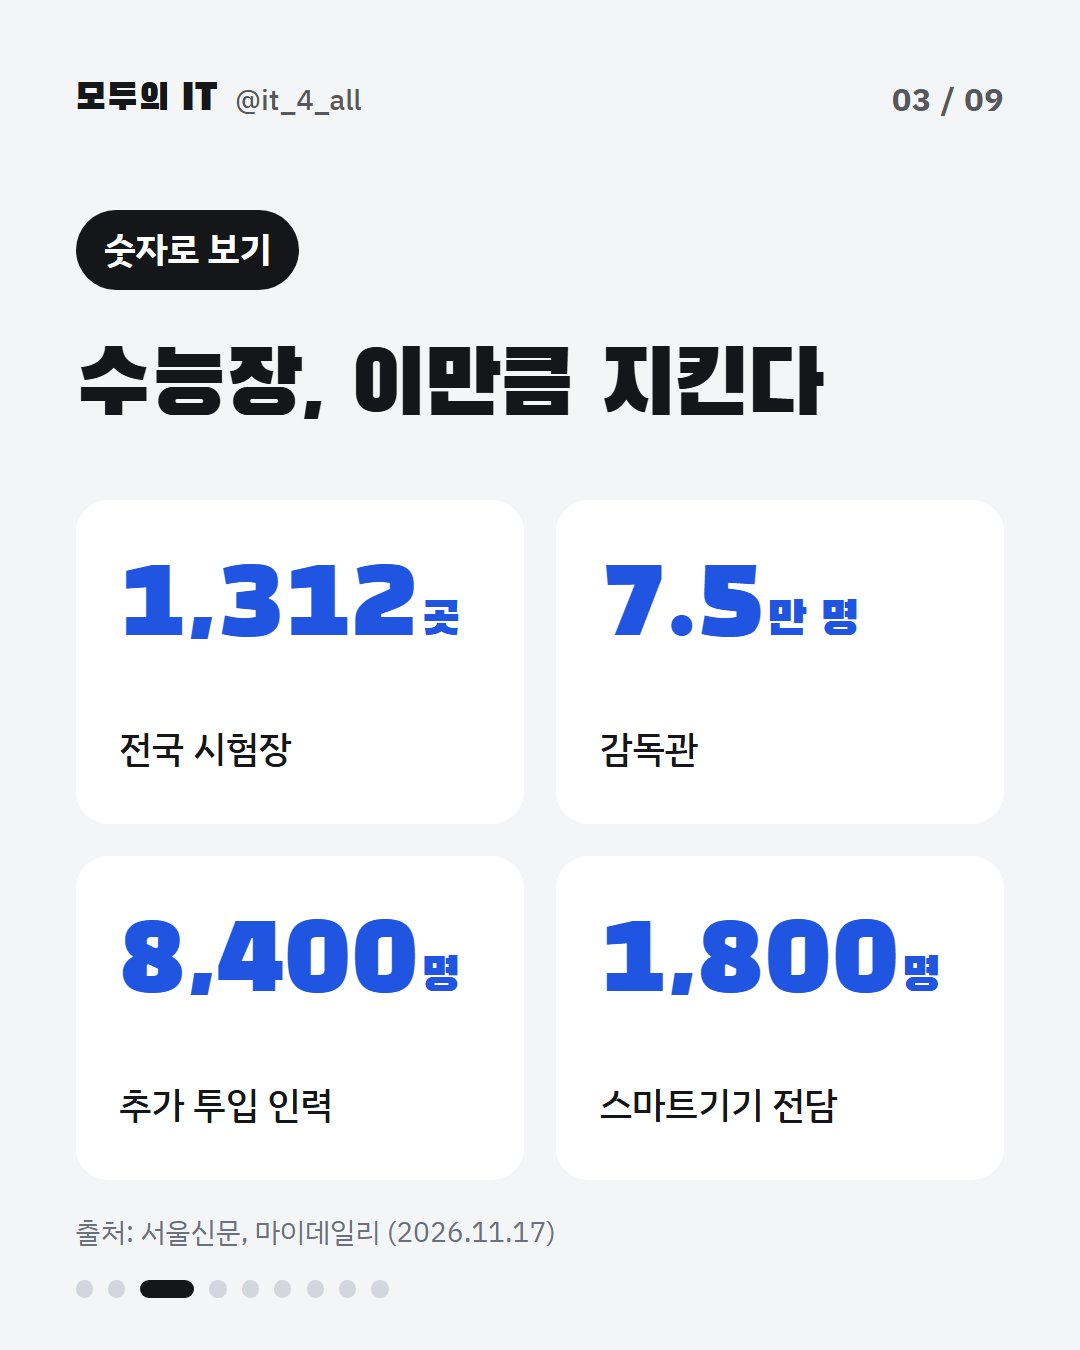 모두의 IT @it_4_all
03 / 09
숫자로 보기
수능장, 이만큼 지킨다
1,312곳
전국 시험장
7.5만 명
감독관
8,400명
추가 투입 인력
1,800명
스마트기기 전담
출처: 서울신문, 마이데일리 (2026.11.17)